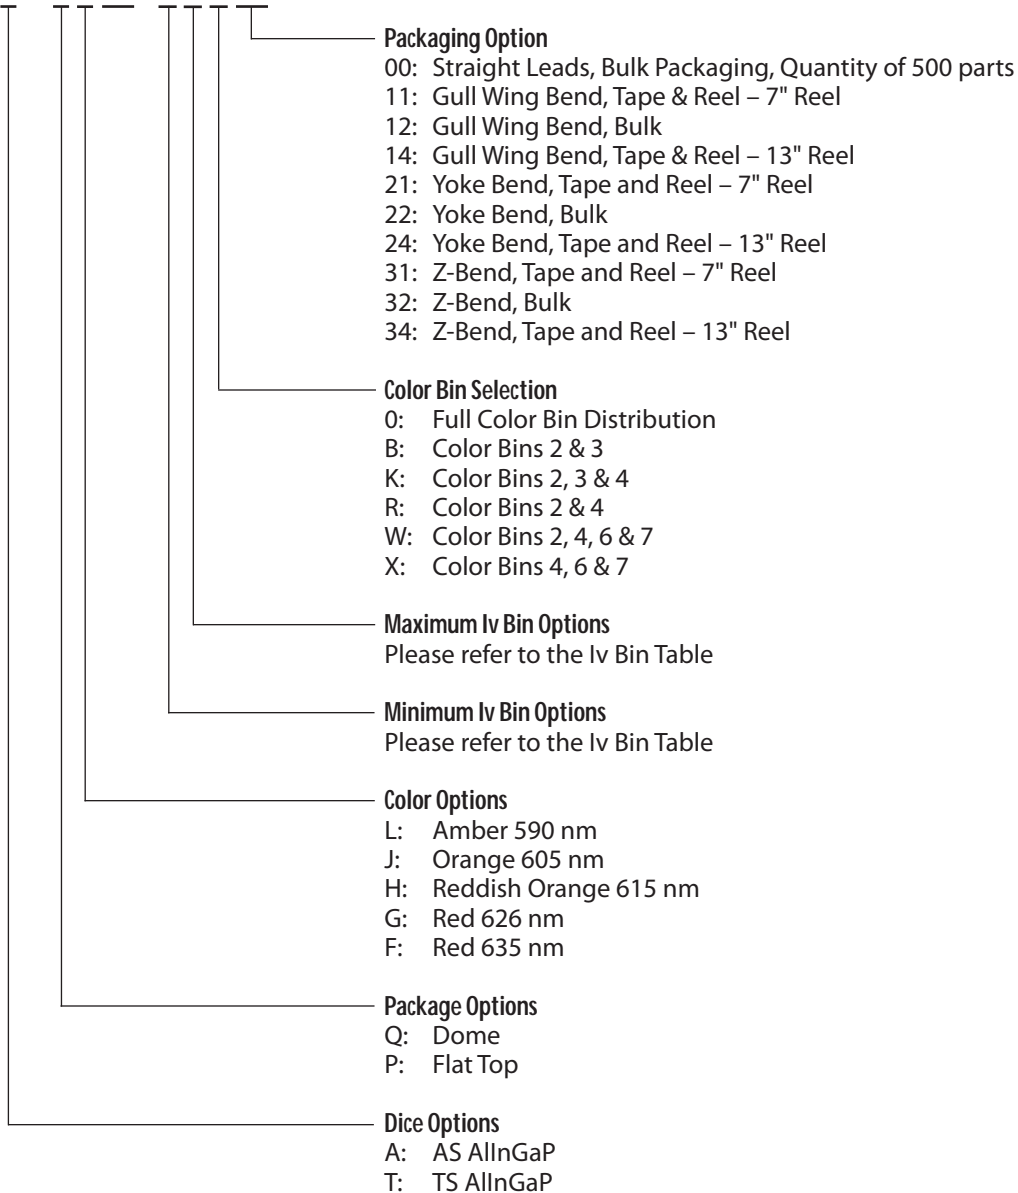 Packaging Option
00: Straight Leads, Bulk Packaging, Quantity of 500 parts
11: Gull Wing Bend, Tape & Reel – 7" Reel
12: Gull Wing Bend, Bulk
14: Gull Wing Bend, Tape & Reel – 13" Reel
21: Yoke Bend, Tape and Reel – 7" Reel
22: Yoke Bend, Bulk
24: Yoke Bend, Tape and Reel – 13" Reel
31: Z-Bend, Tape and Reel – 7" Reel
32: Z-Bend, Bulk
34: Z-Bend, Tape and Reel – 13" Reel
Color Bin Selection
0: Full Color Bin Distribution
B: Color Bins 2 & 3
K: Color Bins 2, 3 & 4
R: Color Bins 2 & 4
W: Color Bins 2, 4, 6 & 7
X: Color Bins 4, 6 & 7
Maximum Iv Bin Options
Please refer to the Iv Bin Table
Minimum Iv Bin Options
Please refer to the Iv Bin Table
Color Options
L: Amber 590 nm
J: Orange 605 nm
H: Reddish Orange 615 nm
G: Red 626 nm
F: Red 635 nm
Package Options
Q: Dome
P: Flat Top
Dice Options
A: AS AlInGaP
T: TS AlInGaP